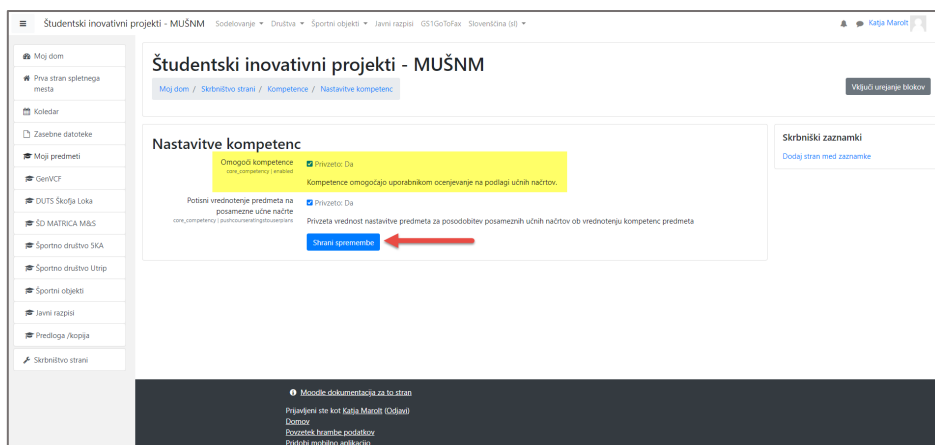 Študentski inovativni projekti - MUŠNM Sodelovanje Društva Športni objekti Javni razpisi GS1GoToFax Slovenščina (sl) Katja Marolt
Moj dom
Prva stran spletnega mesta
Koledar
Zasebne datoteke
Moji predmeti
GenVCF
DUTS Škofja Loka
ŠD MATRICA M&S
Športno društvo 5KA
Športno društvo Utrip
Športni objekti
Javni razpisi
Predloga /kopija
Skrbništvo strani
Študentski inovativni projekti - MUŠNM
Moj dom / Skrbništvo strani / Kompetence / Nastavitve kompetenc
Vključi urejanje blokov
Nastavitve kompetenc
Omogoči kompetence Privzeto: Da
core_competency | enabled
Kompetence omogočajo uporabnikom ocenjevanje na podlagi učnih načrtov.
Potisni vrednotenje predmeta na Privzeto: Da
posamezne učne načrte
core_competency | pushcourseratingstouserplans
Privzeta vrednost nastavitve predmeta za posodobitev posameznih učnih načrtov ob vrednotenju kompetenc predmeta
Shrani spremembe
Skrbniški zaznamki
Dodaj stran med zaznamke
Moodle dokumentacija za to stran
Prijavljeni ste kot Katja Marolt (Odjavi)
Domov
Povzetek hrambe podatkov
Pridobi mobilno aplikacijo